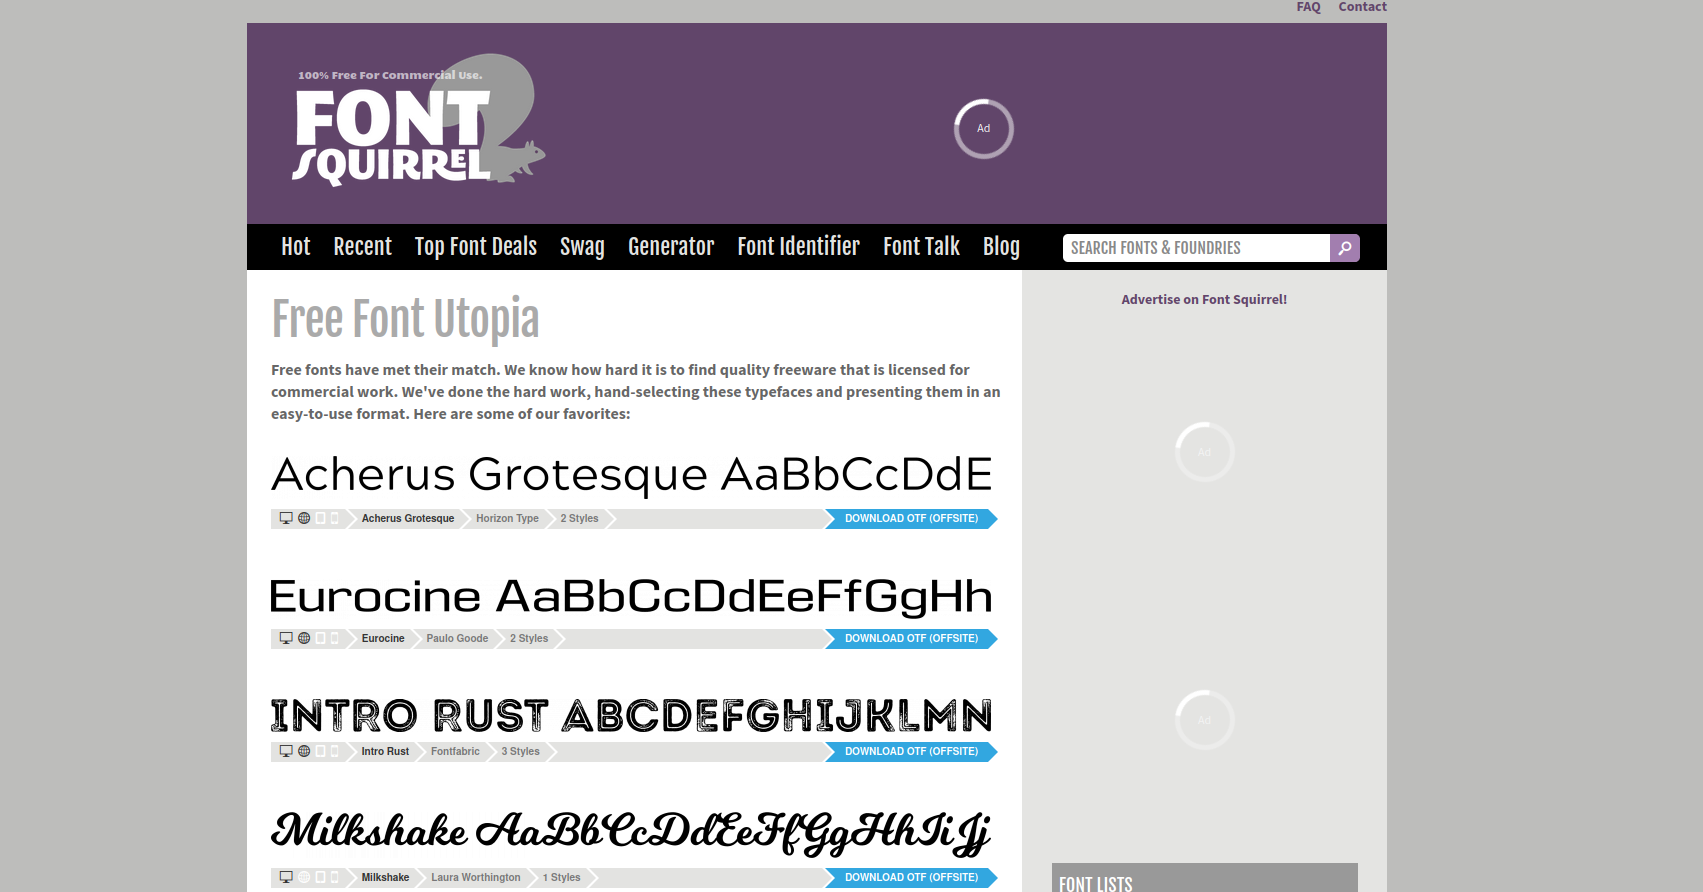 FAQ Contact
100% Free For Commercial Use.
FONT
SQUIRREL
Ad
Hot Recent Top Font Deals Swag Generator Font Identifier Font Talk Blog SEARCH FONTS & FOUNDRIES
Free Font Utopia
Advertise on Font Squirrel!
Free fonts have met their match. We know how hard it is to find quality freeware that is licensed for
commercial work. We've done the hard work, hand-selecting these typefaces and presenting them in an
easy-to-use format. Here are some of our favorites:
Acherus Grotesque AaBbCcDdE
Acherus Grotesque Horizon Type 2 Styles DOWNLOAD OTF (OFFSITE)
Eurocine AaBbCcDdEeFfGgHh
Eurocine Paulo Goode 2 Styles DOWNLOAD OTF (OFFSITE)
INTRO RUST ABCDEFGHIJKLMN
Intro Rust Fontfabric 3 Styles DOWNLOAD OTF (OFFSITE)
Milkshake AaBbCcDdEeFfGgHhIiJj
Milkshake Laura Worthington 1 Styles DOWNLOAD OTF (OFFSITE)
Ad
Ad
FONT LISTS